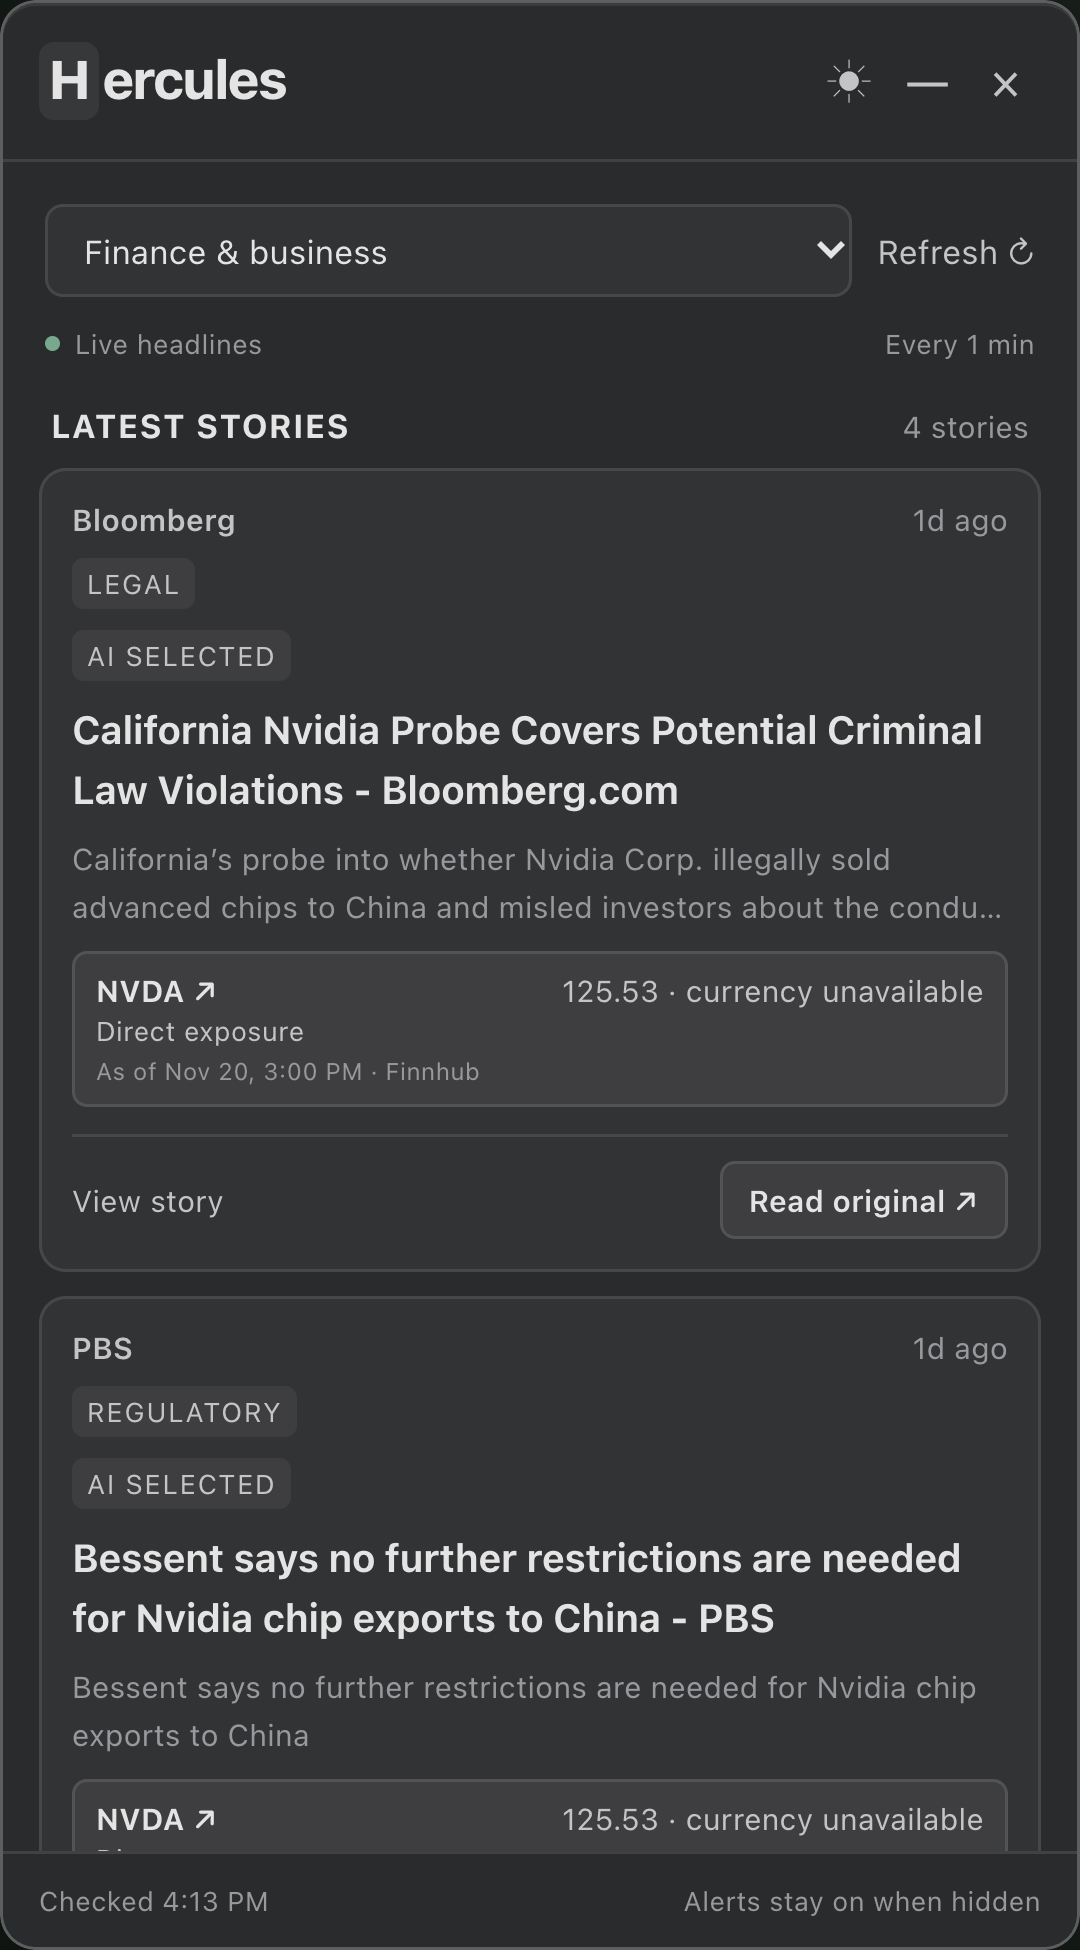 Hercules
Finance & business
Refresh ↻
Live headlines
Every 1 min
LATEST STORIES
4 stories
Bloomberg
1d ago
LEGAL
AI SELECTED
California Nvidia Probe Covers Potential Criminal
Law Violations - Bloomberg.com
California’s probe into whether Nvidia Corp. illegally sold
advanced chips to China and misled investors about the condu…
NVDA ↗
125.53 · currency unavailable
Direct exposure
As of Nov 20, 3:00 PM · Finnhub
View story
Read original ↗
PBS
1d ago
REGULATORY
AI SELECTED
Bessent says no further restrictions are needed
for Nvidia chip exports to China - PBS
Bessent says no further restrictions are needed for Nvidia chip
exports to China
NVDA ↗
125.53 · currency unavailable
Checked 4:13 PM
Alerts stay on when hidden